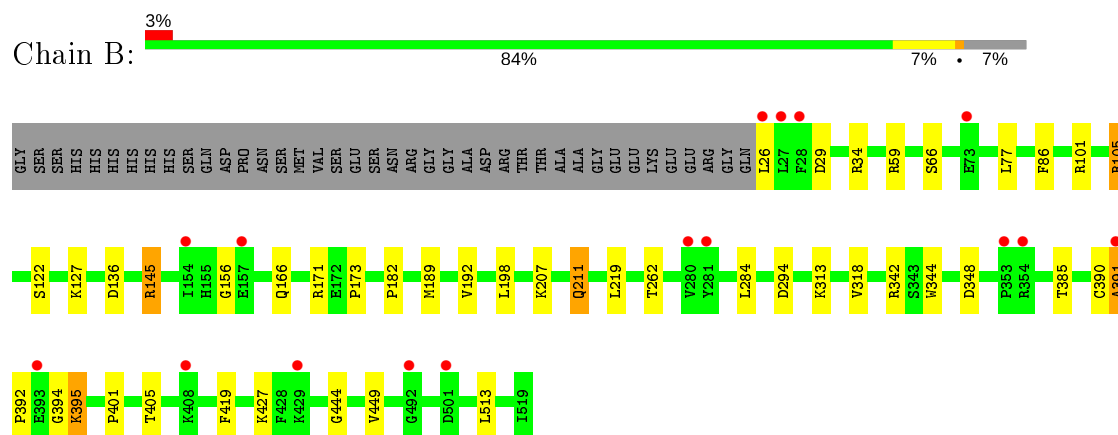 3%
Chain B:
84%
7%
7%
GLY SER SER HIS HIS HIS HIS HIS HIS SER GLN ASP PRO ASN SER MET VAL SER GLU SER ASN ARG GLY GLY ALA ASP ARG THR THR ALA ALA GLY GLU GLU LYS GLU GLU ARG GLY GLN L26 L27 F28 D29 R34 R59 S66 E73 L77 F86 R101 R105
S122 K127 D136 R145 I154 H155 G156 E157 Q166 R171 E172 P173 P182 M189 V192 L198 K207 Q211 L219 T262 V280 Y281 L284 D294 K313 V318 R342 S343 W344 D348 P353 R354 T385 C390 A391
P392 E393 G394 K395 P401 T405 K408 F419 K427 F428 K429 G444 V449 G492 D501 L513 I519